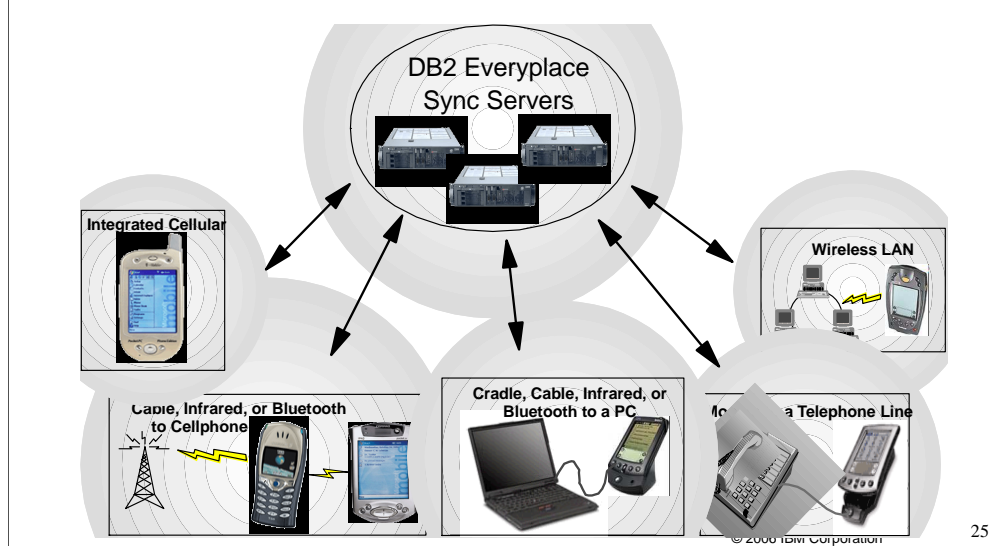 DB2 Everyplace
Sync Servers
Integrated Cellular
Wireless LAN
Cable, Infrared, or Bluetooth
to Cellphone
Cradle, Cable, Infrared, or
Bluetooth to a PC
a Telephone Line
© 2006 IBM Corporation
25